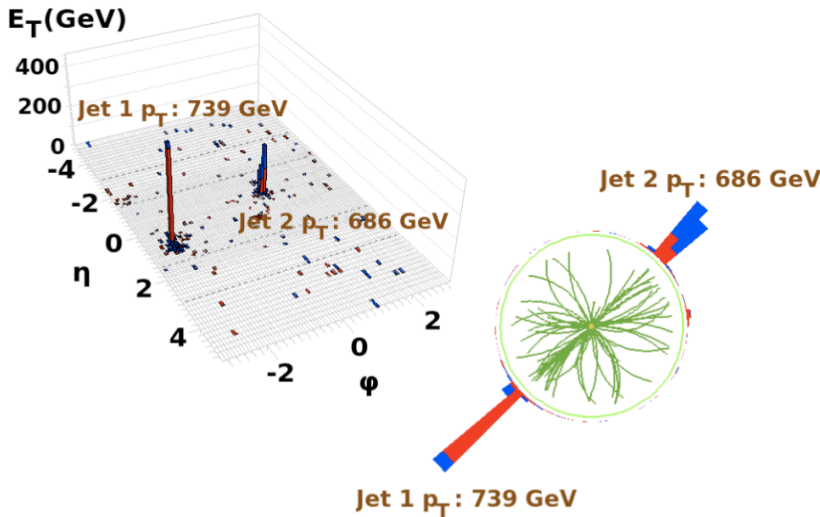 E_T(GeV)
400
200
0
-4
-2
0
2
4
η
-2
0
2
φ
Jet 1 p_T: 739 GeV
Jet 2 p_T: 686 GeV
Jet 2 p_T: 686 GeV
Jet 1 p_T: 739 GeV